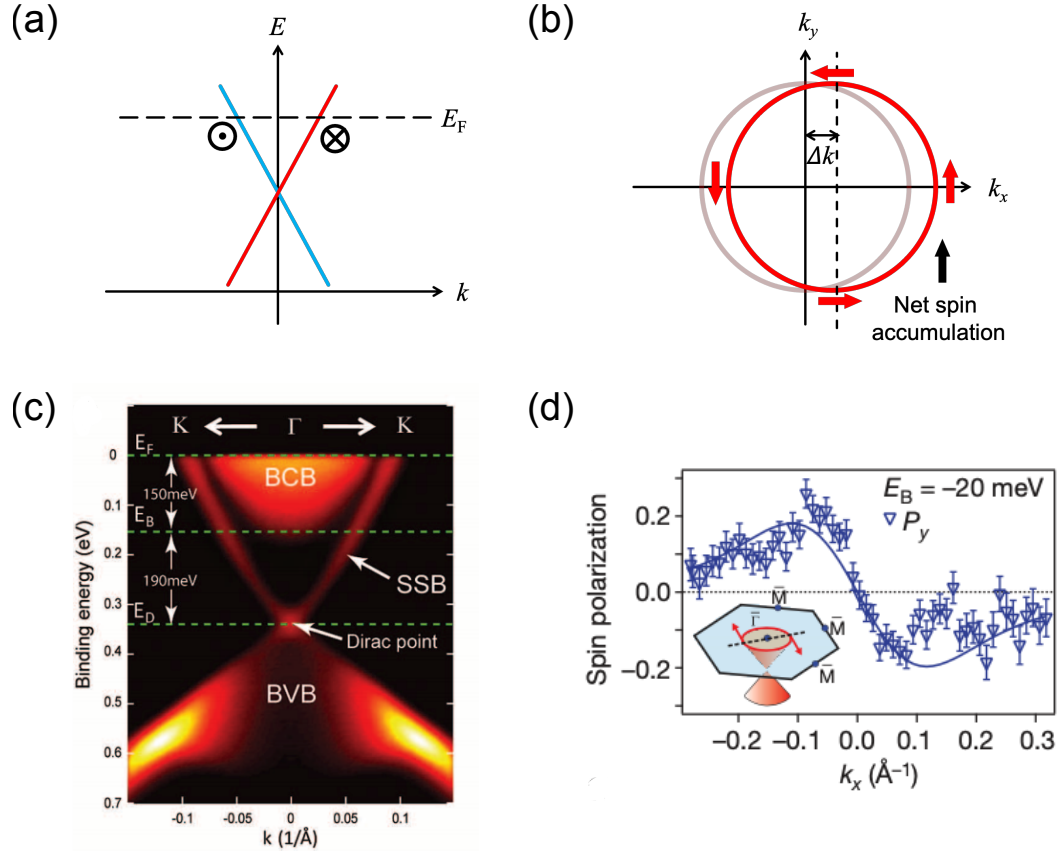 (a)
E
E_F
k
(b)
k_y
Δk
k_x
Net spin
accumulation
(c)
K Γ K
E_F
0
BCB
150meV
0.1
E_B
0.2
190meV
SSB
0.3
E_D
Dirac point
0.4
BVB
0.5
0.6
0.7
-0.1 -0.05 0 0.05 0.1
k (1/Å)
Binding energy (eV)
(d)
E_B = −20 meV
P_y
0.2
0.0
−0.2
M̄
Γ̄
M̄
M̄
−0.2 −0.1 0.0 0.1 0.2 0.3
k_x (Å⁻¹)
Spin polarization